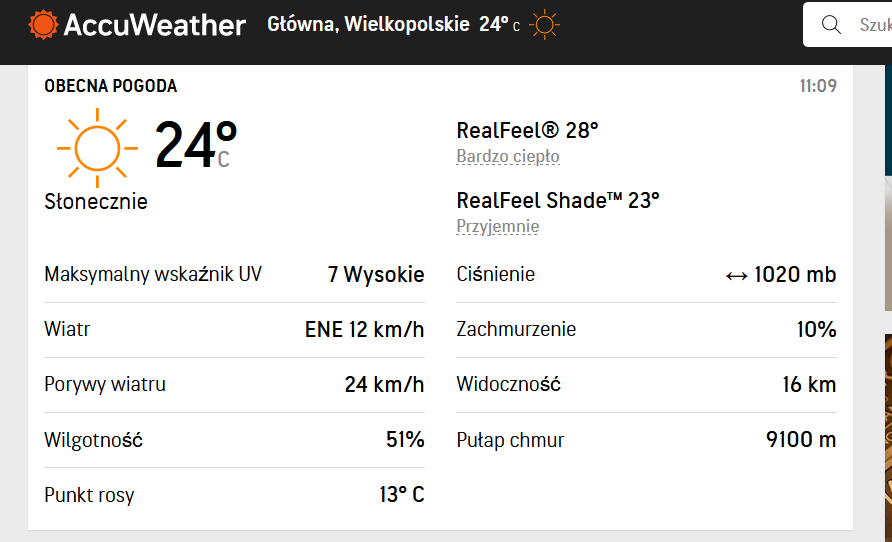 AccuWeather Główna, Wielkopolskie 24° C Szuk
OBECNA POGODA 11:09
24° C
Słonecznie
RealFeel® 28°
Bardzo ciepło
RealFeel Shade™ 23°
Przyjemnie
Maksymalny wskaźnik UV 7 Wysokie
Wiatr ENE 12 km/h
Porywy wiatru 24 km/h
Wilgotność 51%
Punkt rosy 13° C
Ciśnienie ↔ 1020 mb
Zachmurzenie 10%
Widoczność 16 km
Pułap chmur 9100 m